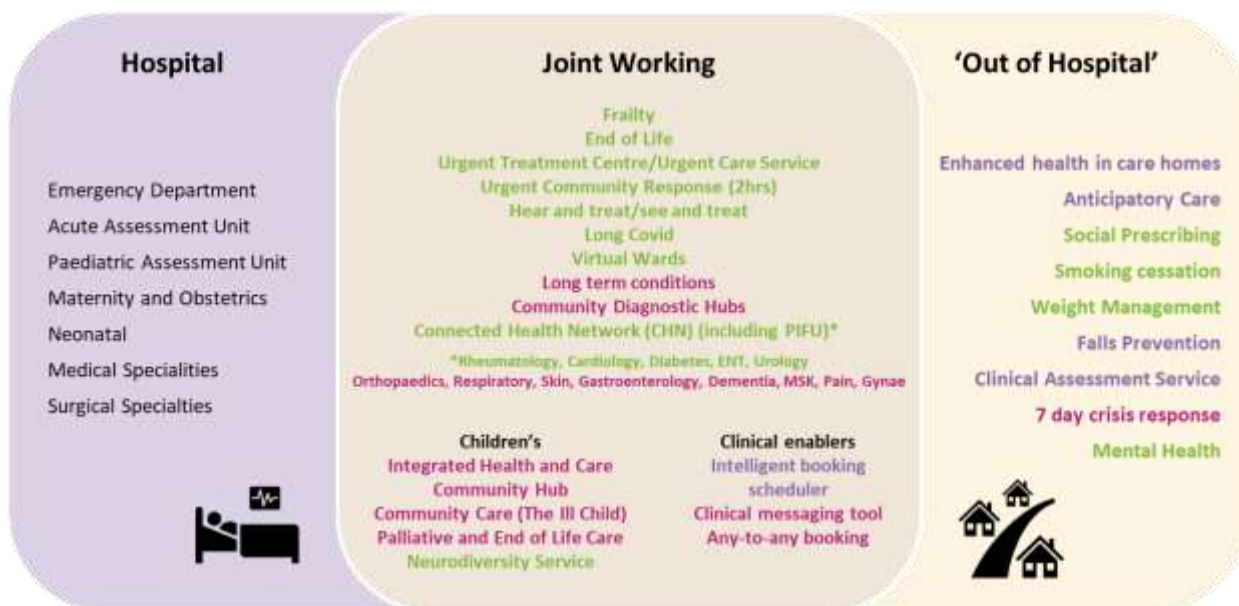 Hospital
Emergency Department
Acute Assessment Unit
Paediatric Assessment Unit
Maternity and Obstetrics
Neonatal
Medical Specialities
Surgical Specialties
Joint Working
Frailty
End of Life
Urgent Treatment Centre/Urgent Care Service
Urgent Community Response (2hrs)
Hear and treat/see and treat
Long Covid
Virtual Wards
Long term conditions
Community Diagnostic Hubs
Connected Health Network (CHN) (including PIFU)*
*Rheumatology, Cardiology, Diabetes, ENT, Urology
Orthopaedics, Respiratory, Skin, Gastroenterology, Dementia, MSK, Pain, Gynae
Children's
Integrated Health and Care
Community Hub
Community Care (The Ill Child)
Palliative and End of Life Care
Neurodiversity Service
Clinical enablers
Intelligent booking
scheduler
Clinical messaging tool
Any-to-any booking
'Out of Hospital'
Enhanced health in care homes
Anticipatory Care
Social Prescribing
Smoking cessation
Weight Management
Falls Prevention
Clinical Assessment Service
7 day crisis response
Mental Health